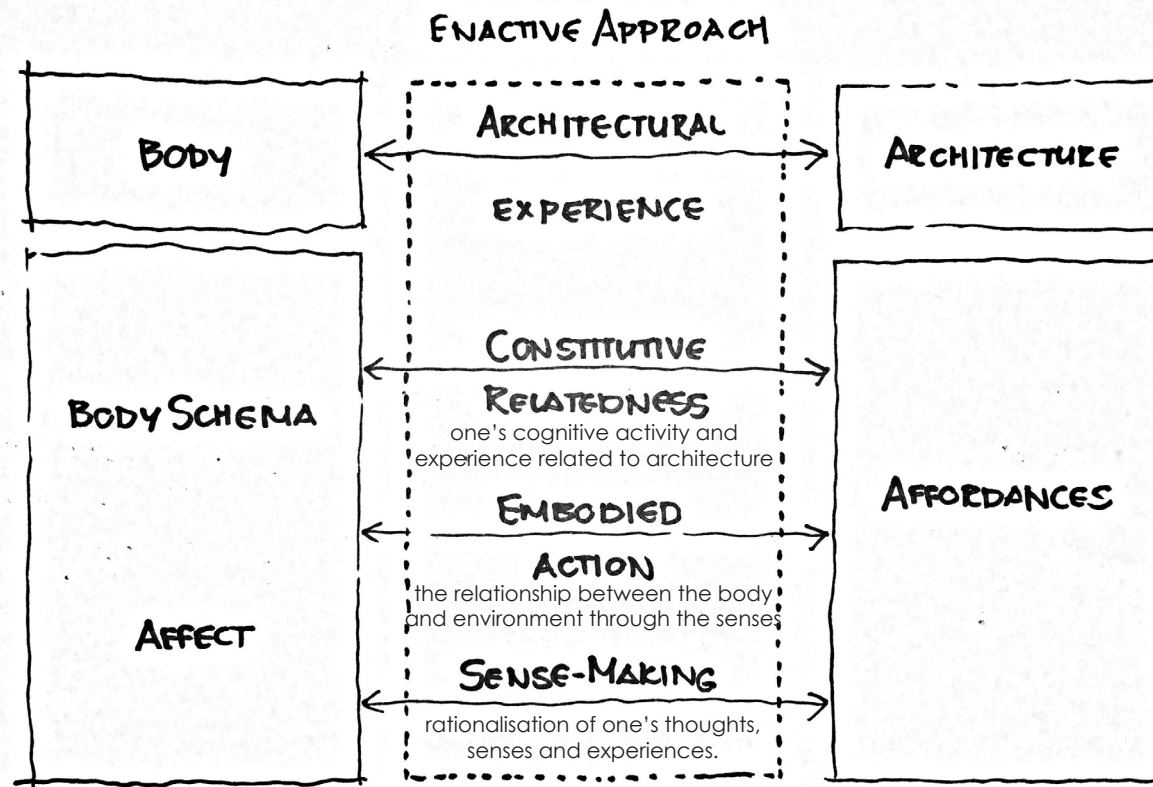 ENACTIVE APPROACH
BODY
ARCHITECTURAL
EXPERIENCE
ARCHITECTURE
BODY SCHEMA
AFFECT
CONSTITUTIVE
RELATEDNESS
one's cognitive activity and
experience related to architecture
EMBODIED
ACTION
the relationship between the body
and environment through the senses
SENSE-MAKING
rationalisation of one's thoughts,
senses and experiences.
AFFORDANCES